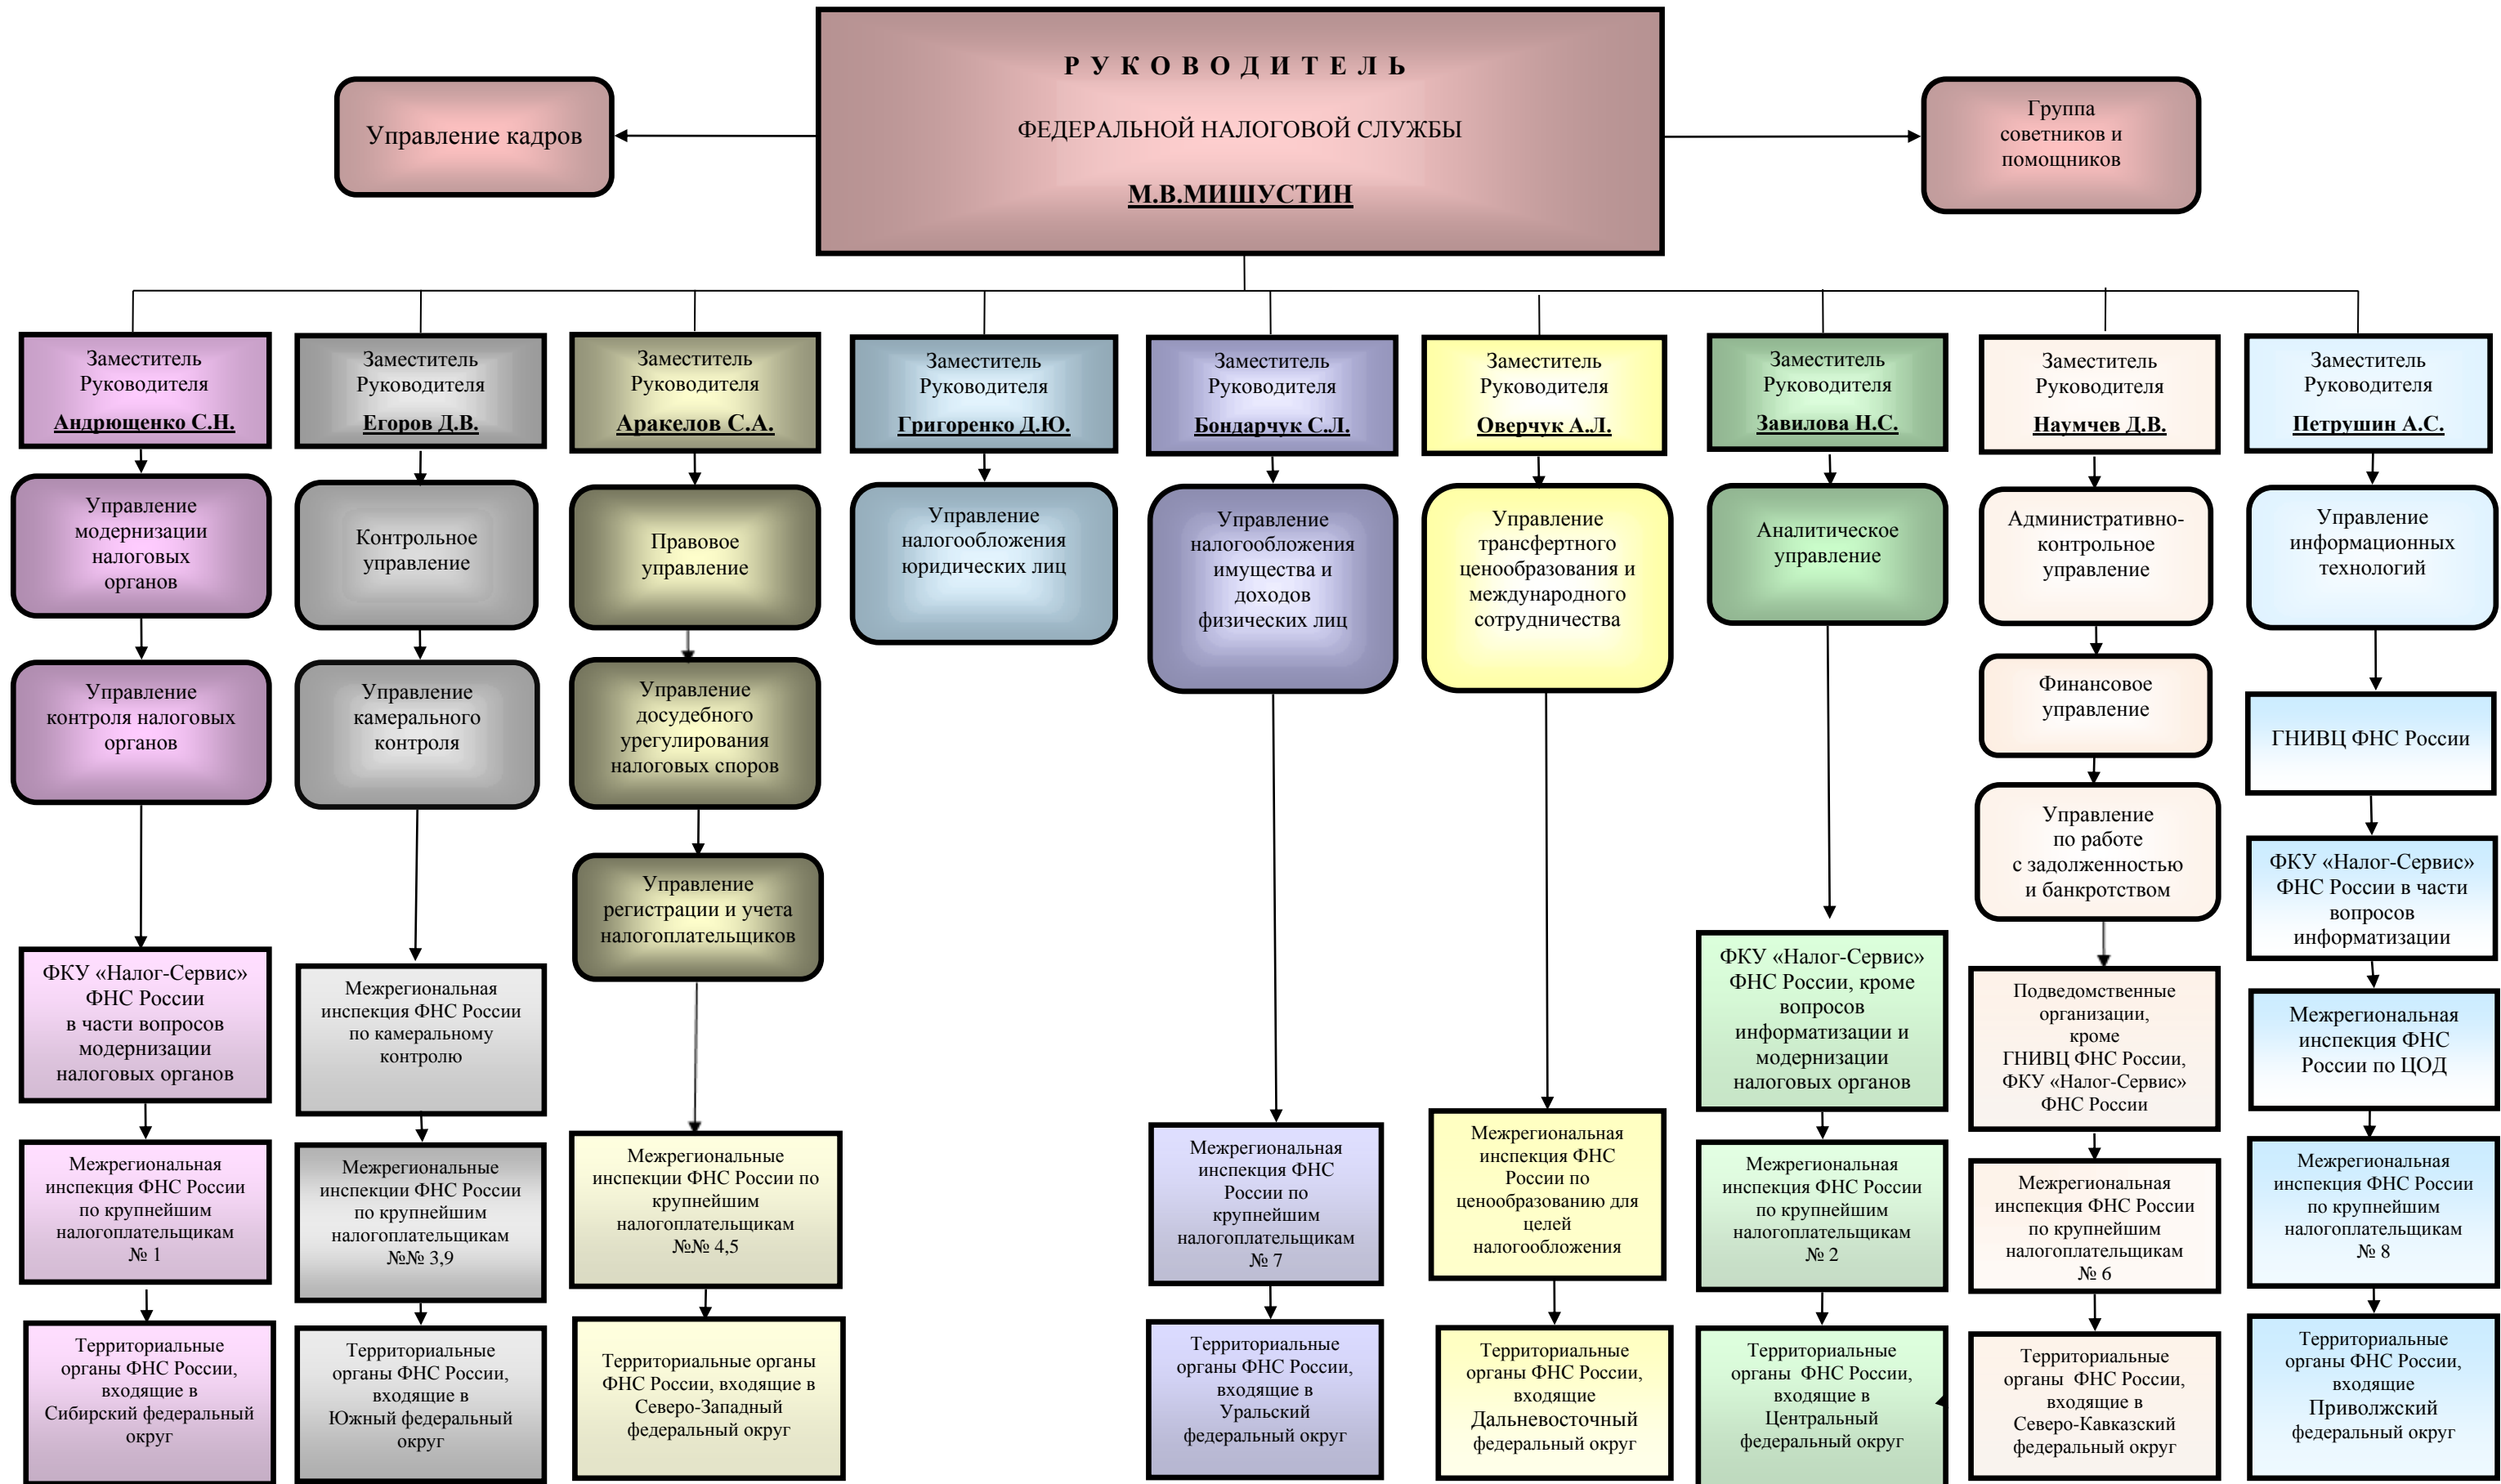 Р У К О В О Д И Т Е Л Ь
ФЕДЕРАЛЬНОЙ НАЛОГОВОЙ СЛУЖБЫ
М.В.МИШУСТИН
Управление кадров
Группа
советников и
помощников
Заместитель
Руководителя
Андрющенко С.Н.
Управление
модернизации
налоговых
органов
Управление
контроля налоговых
органов
ФКУ «Налог-Сервис»
ФНС России
в части вопросов
модернизации
налоговых органов
Межрегиональная
инспекция ФНС России
по крупнейшим
налогоплательщикам
№ 1
Территориальные
органы ФНС России,
входящие в
Сибирский федеральный
округ
Заместитель
Руководителя
Егоров Д.В.
Контрольное
управление
Управление
камерального
контроля
Межрегиональная
инспекция ФНС России
по камеральному
контролю
Межрегиональные
инспекции ФНС России
по крупнейшим
налогоплательщикам
№№ 3,9
Территориальные
органы ФНС России,
входящие в
Южный федеральный
округ
Заместитель
Руководителя
Аракелов С.А.
Правовое
управление
Управление
досудебного
урегулирования
налоговых споров
Управление
регистрации и учета
налогоплательщиков
Межрегиональные
инспекции ФНС России по
крупнейшим
налогоплательщикам
№№ 4,5
Территориальные органы
ФНС России, входящие в
Северо-Западный
федеральный округ
Заместитель
Руководителя
Григоренко Д.Ю.
Управление
налогообложения
юридических лиц
Заместитель
Руководителя
Бондарчук С.Л.
Управление
налогообложения
имущества и
доходов
физических лиц
Межрегиональная
инспекция ФНС
России по
крупнейшим
налогоплательщикам
№ 7
Территориальные
органы ФНС России,
входящие в
Уральский
федеральный округ
Заместитель
Руководителя
Оверчук А.Л.
Управление
трансфертного
ценообразования и
международного
сотрудничества
Межрегиональная
инспекция ФНС
России по
ценообразованию для
целей
налогообложения
Территориальные
органы ФНС России,
входящие
Дальневосточный
федеральный округ
Заместитель
Руководителя
Завилова Н.С.
Аналитическое
управление
ФКУ «Налог-Сервис»
ФНС России, кроме
вопросов
информатизации и
модернизации
налоговых органов
Межрегиональная
инспекция ФНС России
по крупнейшим
налогоплательщикам
№ 2
Территориальные
органы ФНС России,
входящие в
Центральный
федеральный округ
Заместитель
Руководителя
Наумчев Д.В.
Административно-
контрольное
управление
Финансовое
управление
Управление
по работе
с задолженностью
и банкротством
Подведомственные
организации,
кроме
ГНИВЦ ФНС России,
ФКУ «Налог-Сервис»
ФНС России
Межрегиональная
инспекция ФНС России
по крупнейшим
налогоплательщикам
№ 6
Территориальные
органы ФНС России,
входящие в
Северо-Кавказский
федеральный округ
Заместитель
Руководителя
Петрушин А.С.
Управление
информационных
технологий
ГНИВЦ ФНС России
ФКУ «Налог-Сервис»
ФНС России в части
вопросов
информатизации
Межрегиональная
инспекция ФНС
России по ЦОД
Межрегиональная
инспекция ФНС России
по крупнейшим
налогоплательщикам
№ 8
Территориальные
органы ФНС России,
входящие
Приволжский
федеральный округ